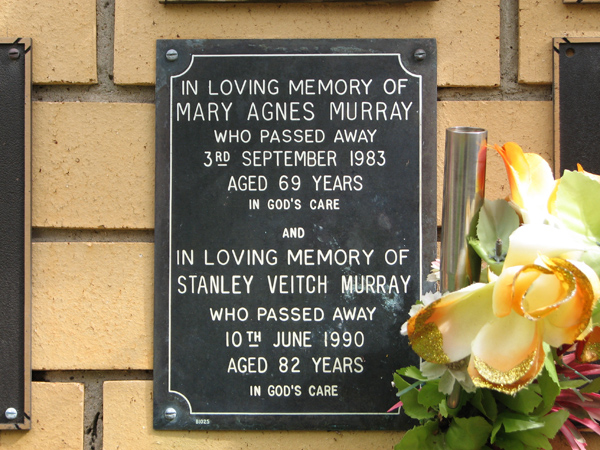 IN LOVING MEMORY OF
MARY AGNES MURRAY
WHO PASSED AWAY
3RD SEPTEMBER 1983
AGED 69 YEARS
IN GOD'S CARE
AND
IN LOVING MEMORY OF
STANLEY VEITCH MURRAY
WHO PASSED AWAY
10TH JUNE 1990
AGED 82 YEARS
IN GOD'S CARE